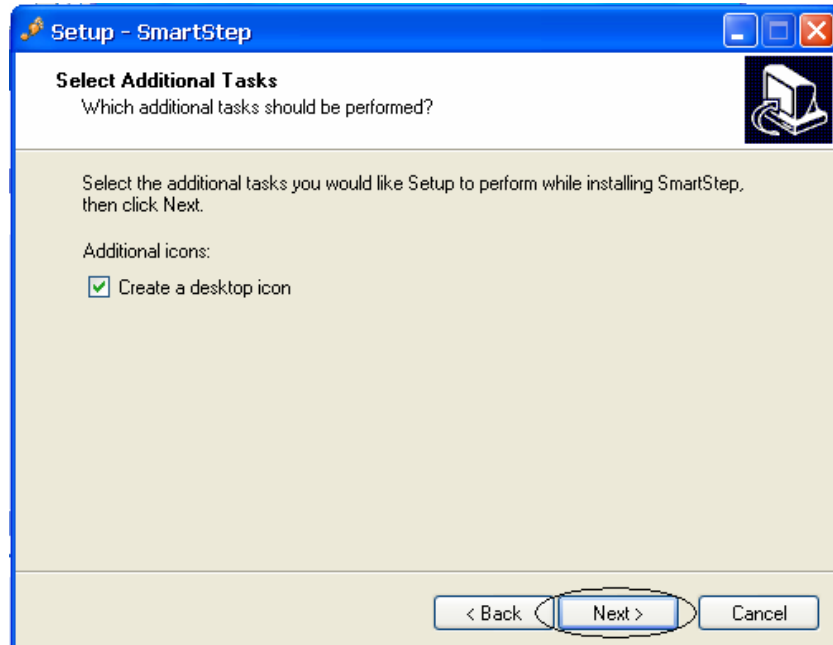 Setup - SmartStep
Select Additional Tasks
Which additional tasks should be performed?
Select the additional tasks you would like Setup to perform while installing SmartStep,
then click Next.
Additional icons:
Create a desktop icon
< Back
Next >
Cancel